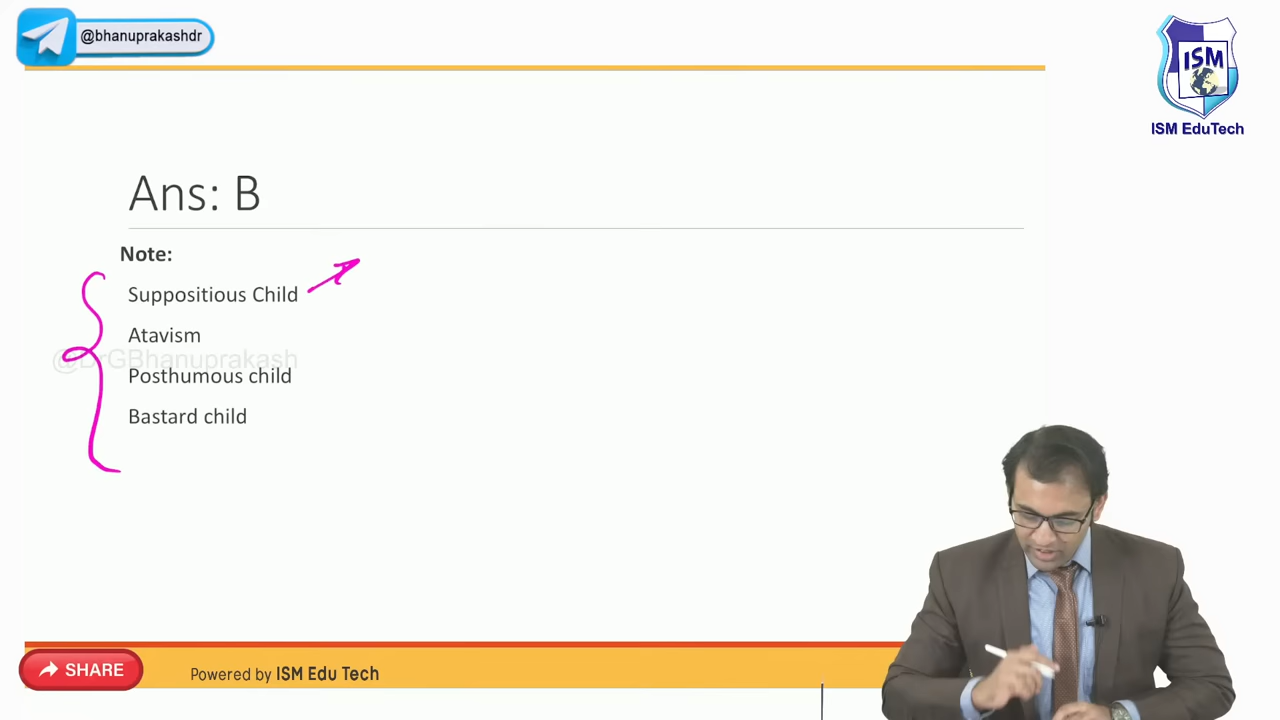 @bhanuprakashdr
ISM
ISM EduTech
Ans: B
Note:
Suppositious Child
Atavism
@DrGBhanuprakash
Posthumous child
Bastard child
SHARE
Powered by ISM Edu Tech